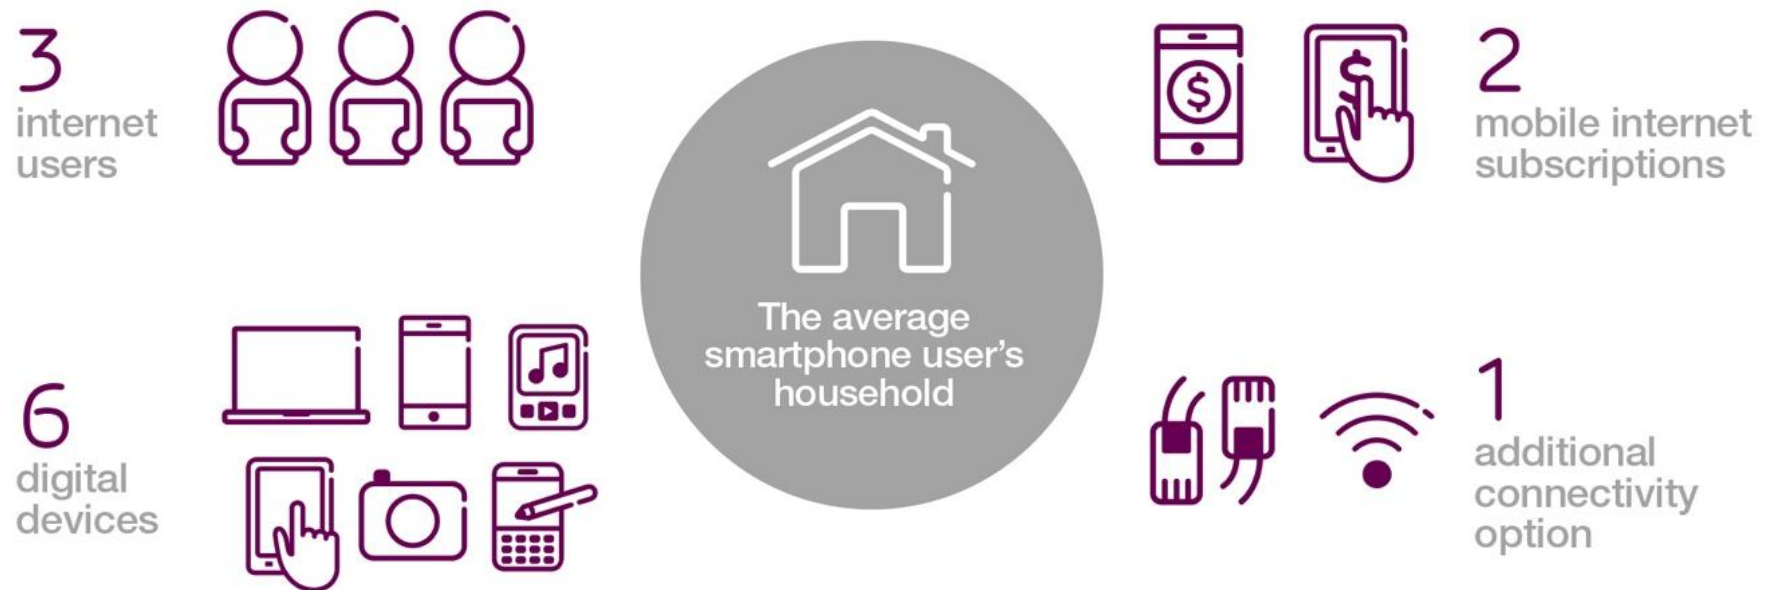 3
internet
users
2
mobile internet
subscriptions
$
$
The average
smartphone user's
household
6
digital
devices
1
additional
connectivity
option